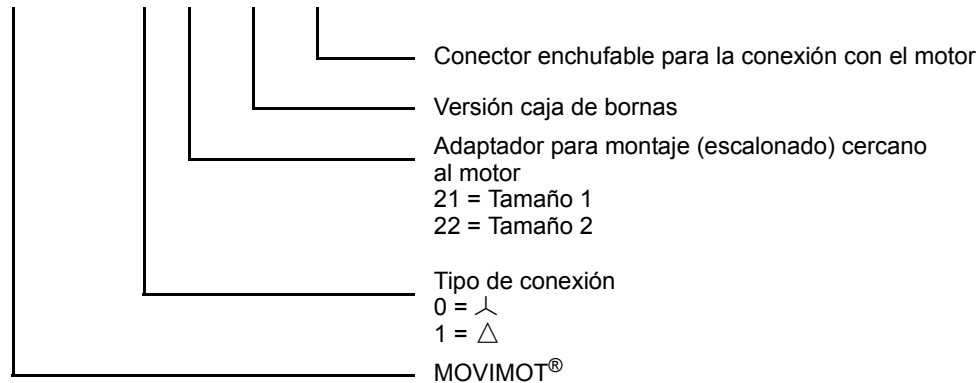 Conector enchufable para la conexión con el motor
Versión caja de bornas
Adaptador para montaje (escalonado) cercano
al motor
21 = Tamaño 1
22 = Tamaño 2
Tipo de conexión
0 = ⅄
1 = △
MOVIMOT®